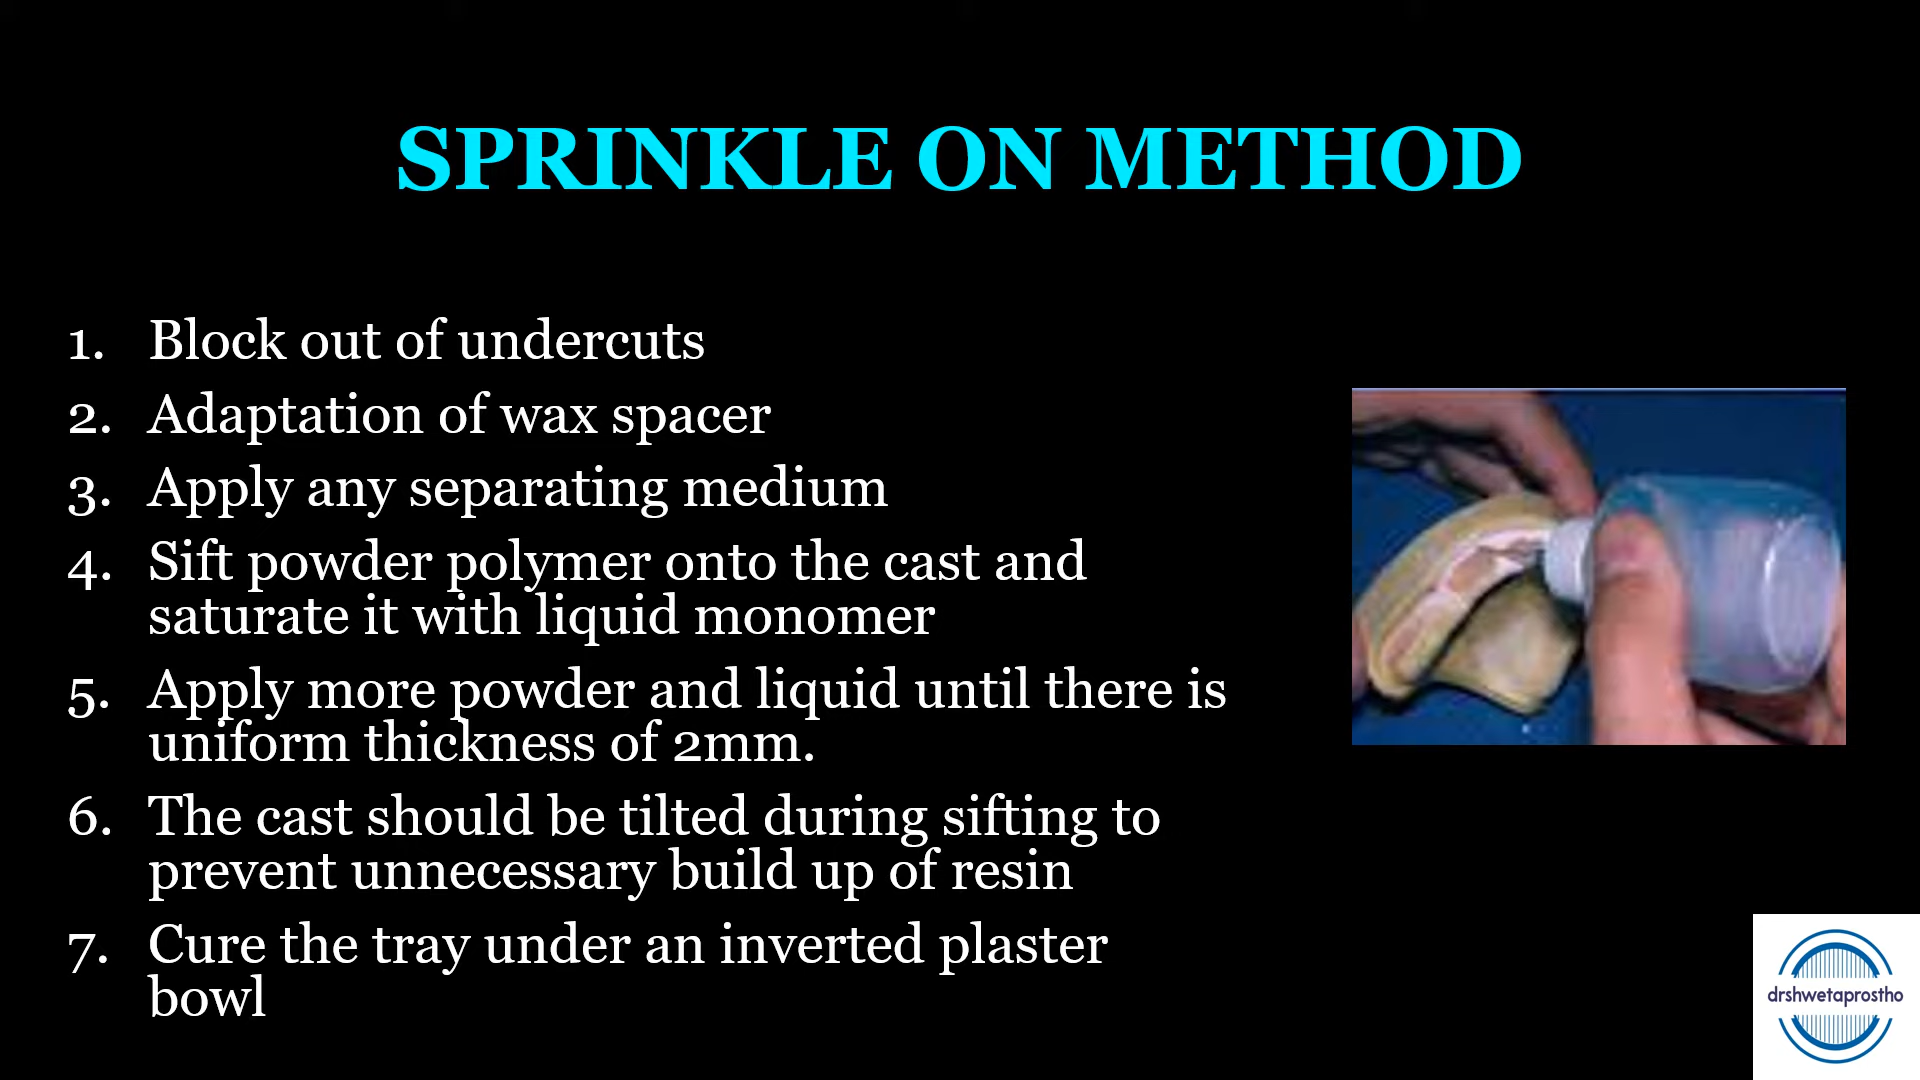 SPRINKLE ON METHOD
1. Block out of undercuts
2. Adaptation of wax spacer
3. Apply any separating medium
4. Sift powder polymer onto the cast and
saturate it with liquid monomer
5. Apply more powder and liquid until there is
uniform thickness of 2mm.
6. The cast should be tilted during sifting to
prevent unnecessary build up of resin
7. Cure the tray under an inverted plaster
bowl
drshwetaprostho